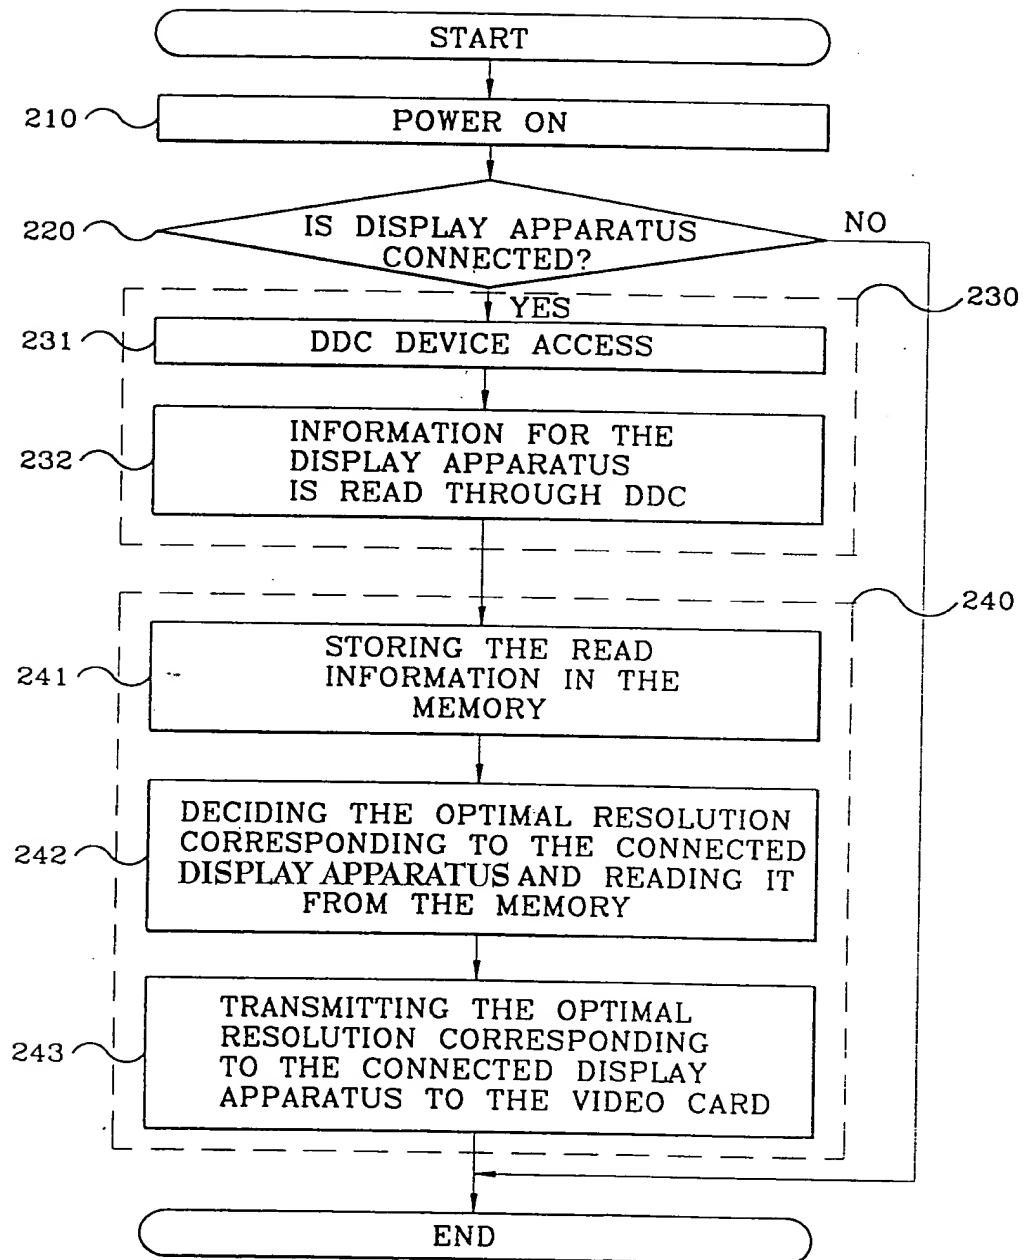 START
210
POWER ON
220
IS DISPLAY APPARATUS
CONNECTED?
NO
YES
230
231
DDC DEVICE ACCESS
232
INFORMATION FOR THE
DISPLAY APPARATUS
IS READ THROUGH DDC
240
241
STORING THE READ
INFORMATION IN THE
MEMORY
242
DECIDING THE OPTIMAL RESOLUTION
CORRESPONDING TO THE CONNECTED
DISPLAY APPARATUS AND READING IT
FROM THE MEMORY
243
TRANSMITTING THE OPTIMAL
RESOLUTION CORRESPONDING
TO THE CONNECTED DISPLAY
APPARATUS TO THE VIDEO CARD
END